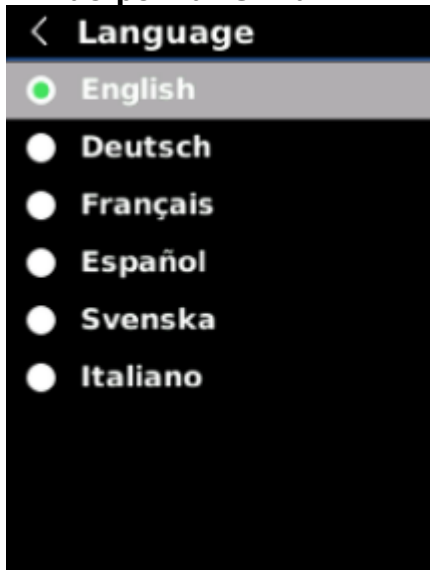 Language
English
Deutsch
Français
Español
Svenska
Italiano